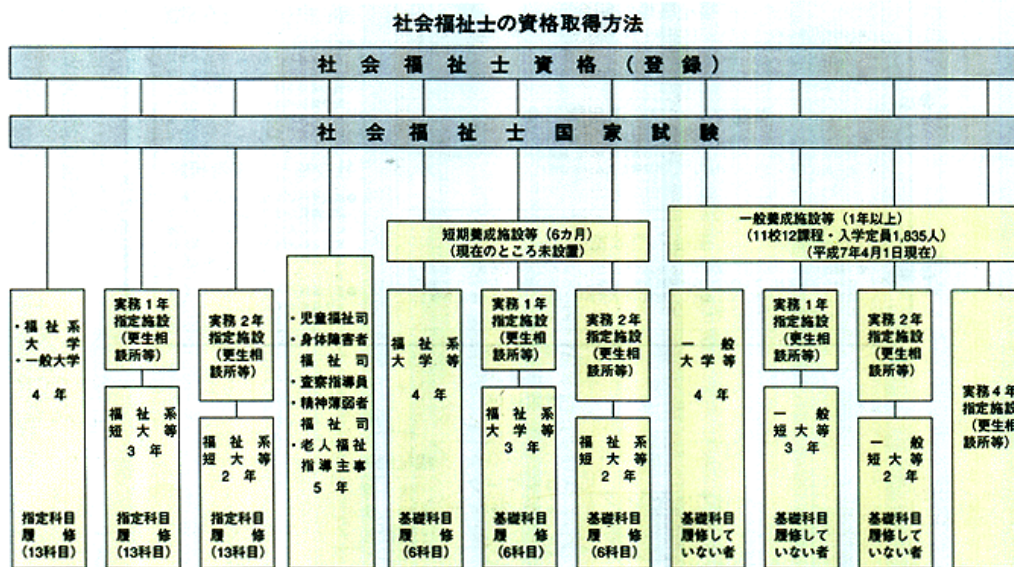 社会福祉士の資格取得方法
社会福祉士資格(登録)
社会福祉士国家試験
短期養成施設等(6カ月)
(現在のところ未設置)
一般養成施設等(1年以上)
(11校12課程・入学定員1,835人)
(平成7年4月1日現在)
・福祉系
大学
・一般大学
4年
指定科目
履修
(13科目)
実務1年
指定施設
(更生相
談所等)
福祉系
短大等
3年
指定科目
履修
(13科目)
実務2年
指定施設
(更生相
談所等)
福祉系
短大等
2年
指定科目
履修
(13科目)
・児童福祉司
・身体障害者
福祉司
・査察指導員
・精神薄弱者
福祉司
・老人福祉
指導主事
5年
福祉系
大学等
4年
基礎科目
履修
(6科目)
実務1年
指定施設
(更生相
談所等)
福祉系
大学等
3年
基礎科目
履修
(6科目)
実務2年
指定施設
(更生相
談所等)
福祉系
短大等
2年
基礎科目
履修
(6科目)
一般
大学等
4年
基礎科目
履修して
いない者
実務1年
指定施設
(更生相
談所等)
一般
短大等
3年
基礎科目
履修して
いない者
実務2年
指定施設
(更生相
談所等)
一般
短大等
2年
基礎科目
履修して
いない者
実務4年
指定施設
(更生相
談所等)